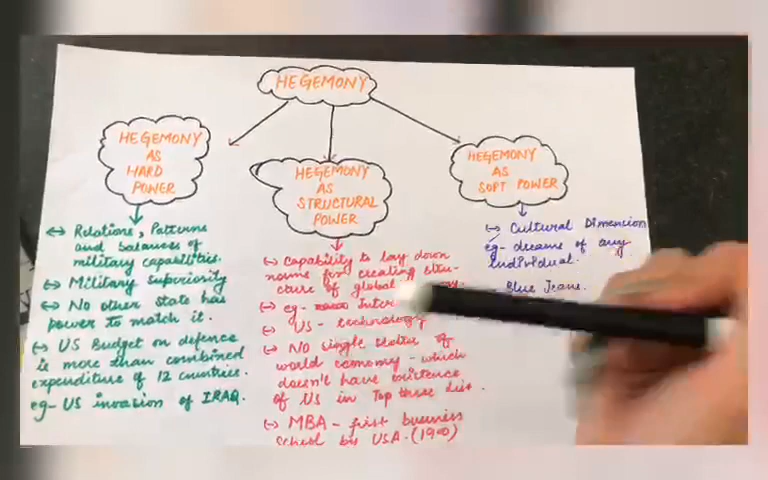 HEGEMONY
HEGEMONY
AS
HARD
POWER
↔ Relations, Patterns
and balances of
military capabilities.
↔ Military Superiority
↔ No other state has
power to match it.
↔ US Budget on defence
is more than combined
expenditure of 12 countries.
eg- US invasion of IRAQ.
HEGEMONY
AS
STRUCTURAL
POWER
↔ Capability to lay down
norms for creating stru-
cture of global
↔ eg- Inter
↔ US - technology
↔ No single
world economy - which
doesn't have existence
of US in Top three list.
↔ MBA - first business
school by USA.
HEGEMONY
AS
SOFT POWER
↔ Cultural Dimension
eg- dreams of any
individual.
Blue Jeans.